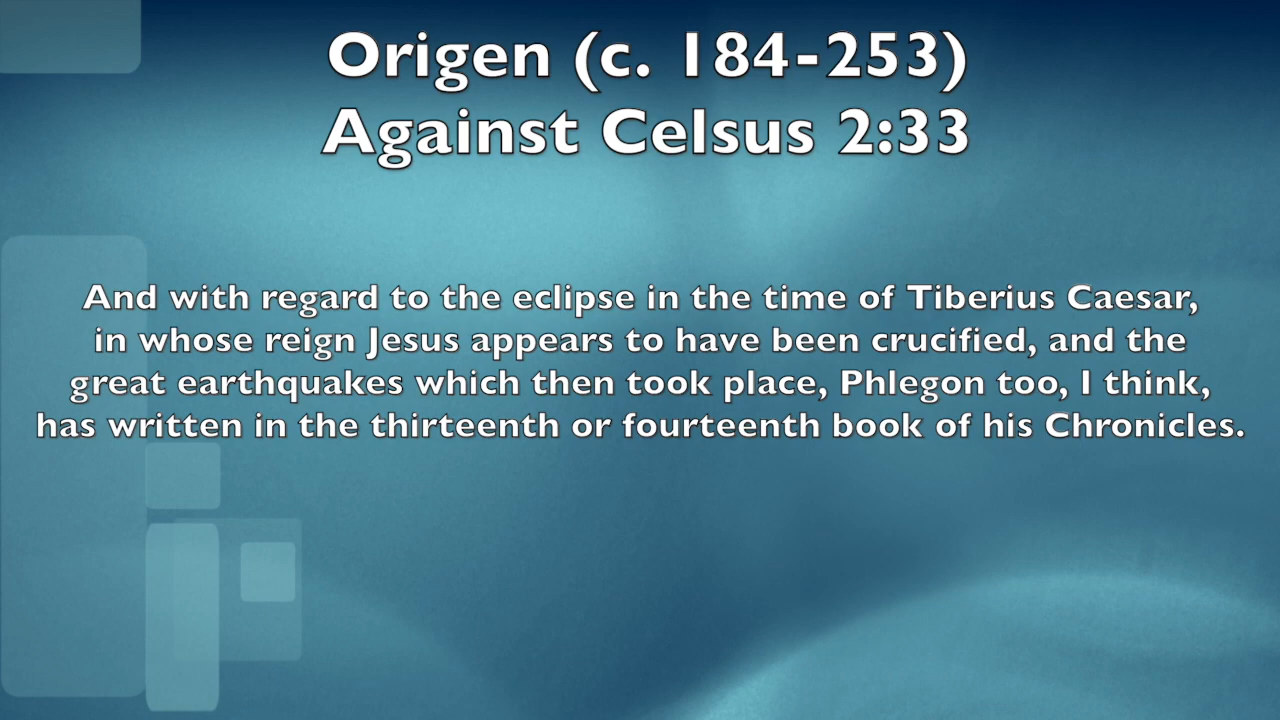 Origen (c. 184-253)
Against Celsus 2:33
And with regard to the eclipse in the time of Tiberius Caesar,
in whose reign Jesus appears to have been crucified, and the
great earthquakes which then took place, Phlegon too, I think,
has written in the thirteenth or fourteenth book of his Chronicles.